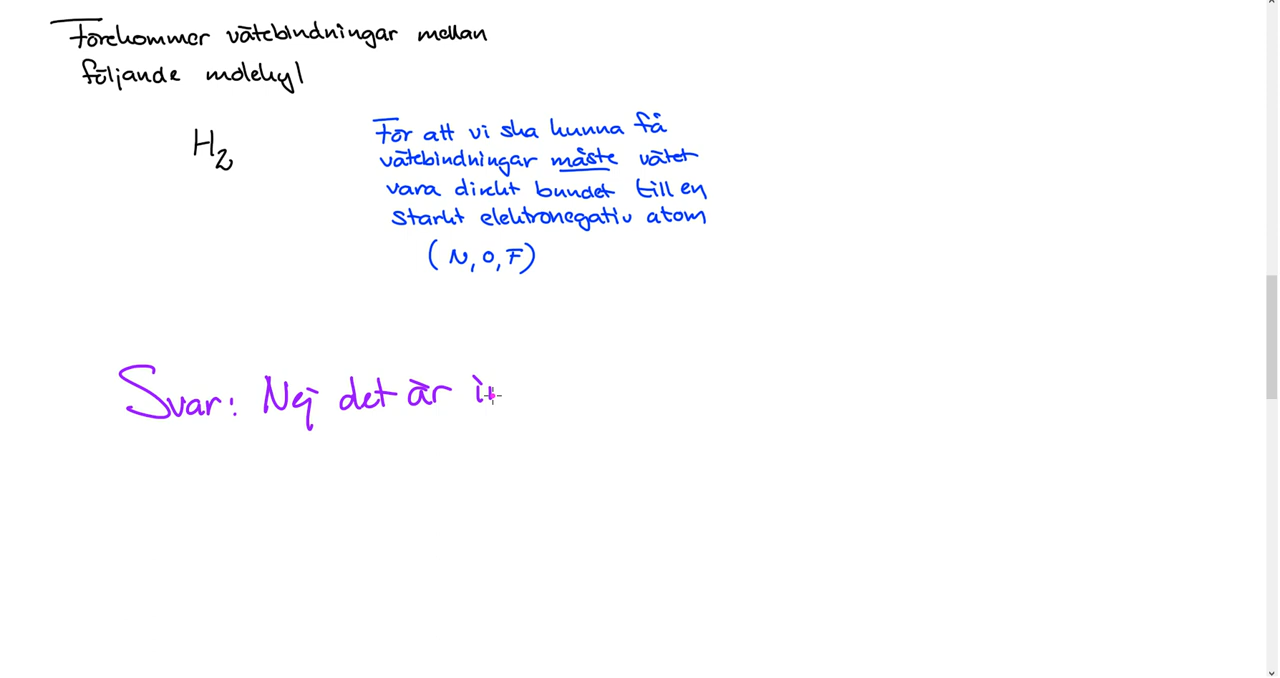 Förekommer vätebindningar mellan
följande molekyl
H₂
För att vi ska kunna få
vätebindningar måste vätet
vara direkt bundet till en
starkt elektronegativ atom
(N, O, F)
Svar: Nej det är